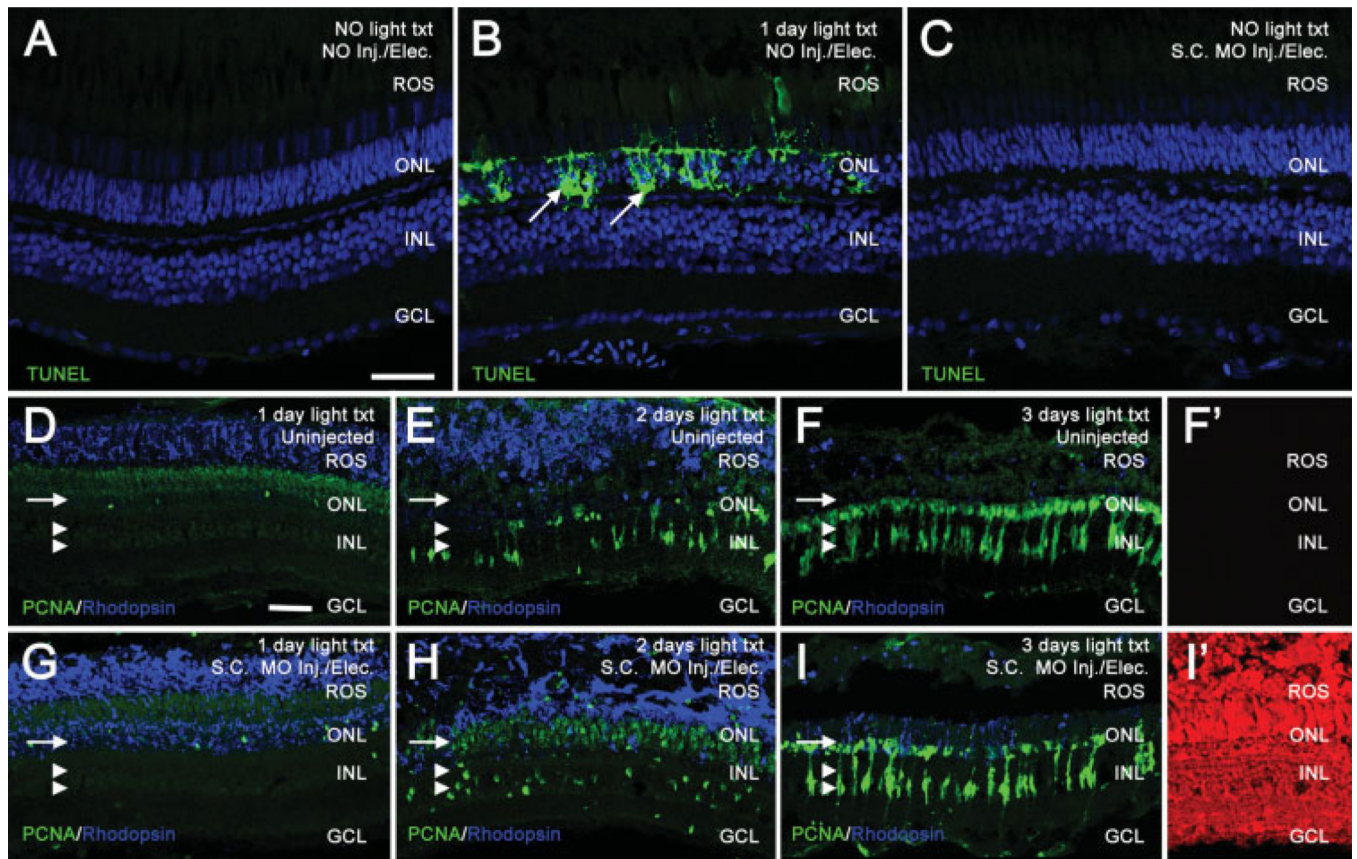 A
NO light txt
NO Inj./Elec.
ROS
ONL
INL
GCL
TUNEL
B
1 day light txt
NO Inj./Elec.
ROS
ONL
INL
GCL
C
NO light txt
S.C. MO Inj./Elec.
ROS
ONL
INL
GCL
D
1 day light txt
Uninjected
ROS
ONL
INL
GCL
PCNA/Rhodopsin
E
2 days light txt
Uninjected
ROS
ONL
INL
GCL
PCNA/Rhodopsin
F
3 days light txt
Uninjected
ROS
ONL
INL
GCL
PCNA/Rhodopsin
F'
ROS
ONL
INL
GCL
G
1 day light txt
S.C. MO Inj./Elec.
ROS
ONL
INL
GCL
PCNA/Rhodopsin
H
2 days light txt
S.C. MO Inj./Elec.
ROS
ONL
INL
GCL
PCNA/Rhodopsin
I
3 days light txt
S.C. MO Inj./Elec.
ROS
ONL
INL
GCL
PCNA/Rhodopsin
I'
ROS
ONL
INL
GCL